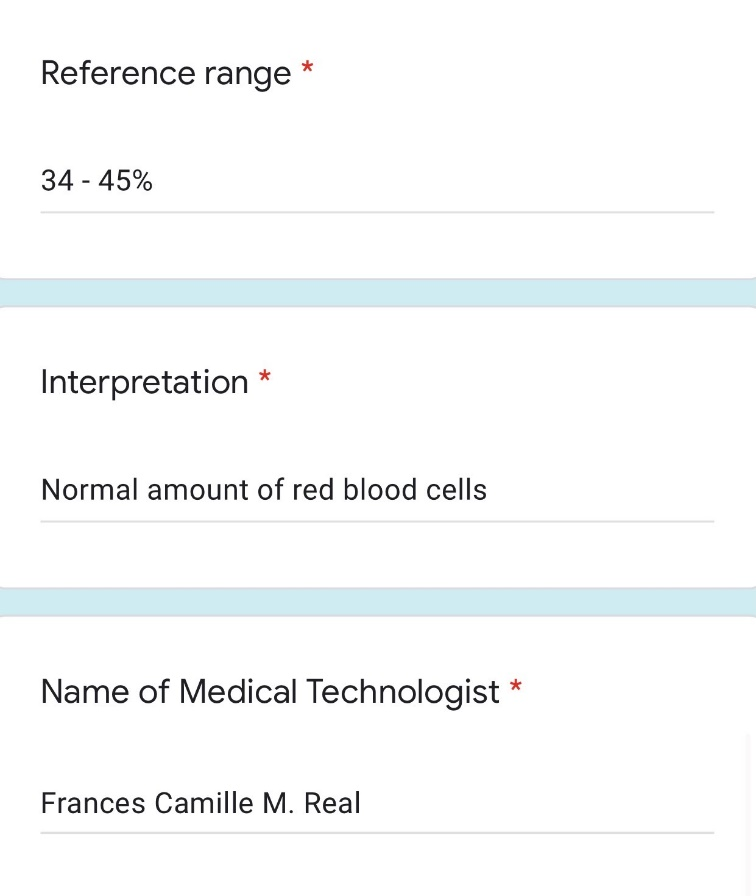 Reference range *
34 - 45%
Interpretation *
Normal amount of red blood cells
Name of Medical Technologist *
Frances Camille M. Real